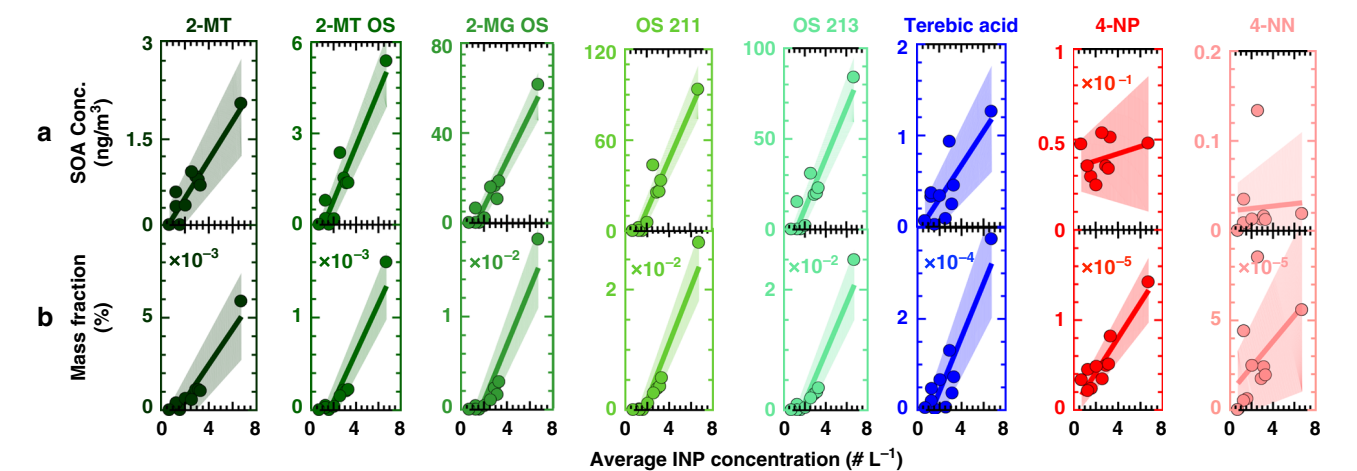 2-MT 2-MT OS 2-MG OS OS 211 OS 213 Terebic acid 4-NP 4-NN
a
SOA Conc.
(ng/m³)
3 1.5 0
6 3 0
80 40 0
120 60 0
100 50 0
2 1 0
1 0.5 0
×10⁻¹
0.2 0.1 0
b
Mass fraction
(%)
×10⁻³
5 0
×10⁻³
1 0
×10⁻²
1 0
×10⁻²
2 0
×10⁻²
2 0
×10⁻⁴
2 0
×10⁻⁵
5 0
×10⁻⁵
5 0
0 4 8 0 4 8 0 4 8 0 4 8 0 4 8 0 4 8 0 4 8 0 4 8
Average INP concentration (# L⁻¹)